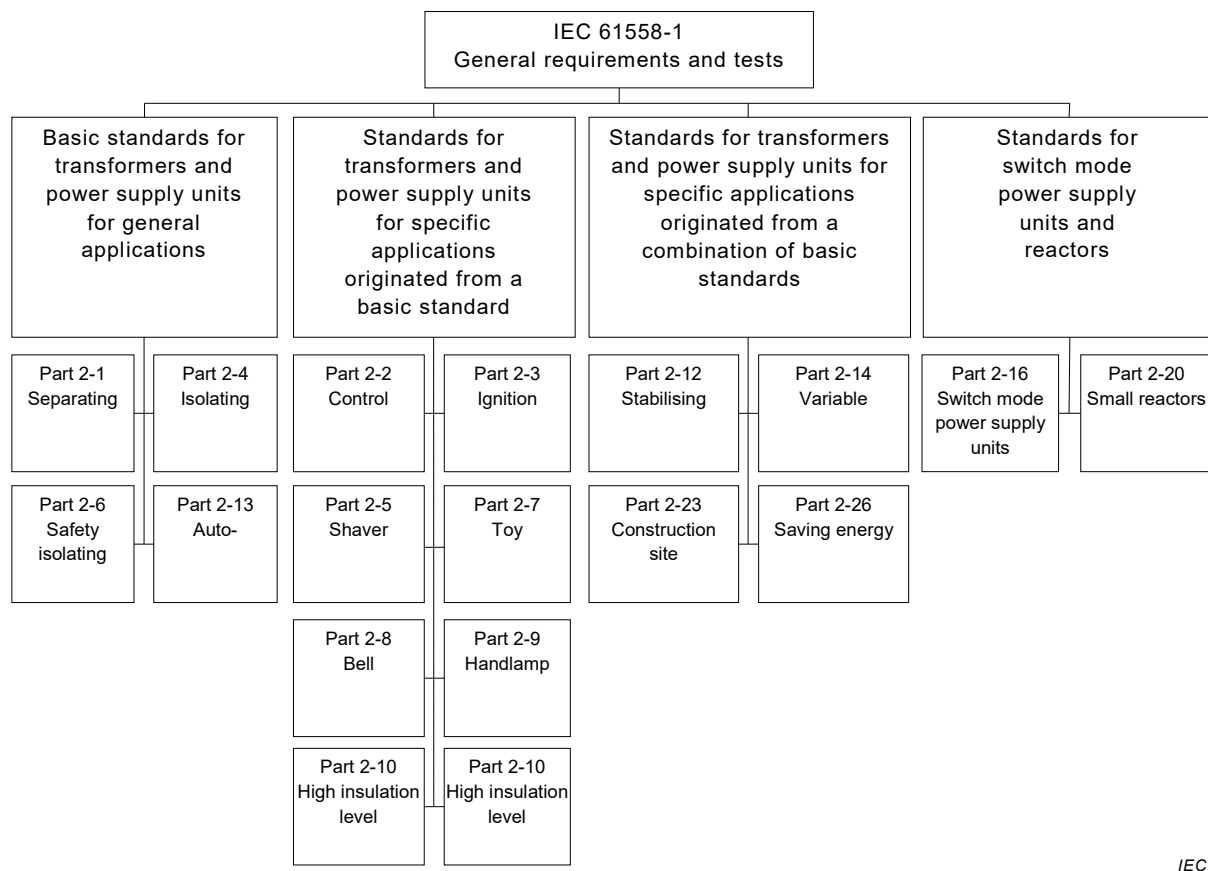 IEC 61558-1
General requirements and tests
Basic standards for
transformers and
power supply units
for general
applications
Standards for
transformers and
power supply units
for specific
applications
originated from a
basic standard
Standards for transformers
and power supply units for
specific applications
originated from a
combination of basic
standards
Standards for
switch mode
power supply
units and
reactors
Part 2-1
Separating
Part 2-4
Isolating
Part 2-2
Control
Part 2-3
Ignition
Part 2-12
Stabilising
Part 2-14
Variable
Part 2-16
Switch mode
power supply
units
Part 2-20
Small reactors
Part 2-6
Safety
isolating
Part 2-13
Auto-
Part 2-5
Shaver
Part 2-7
Toy
Part 2-23
Construction
site
Part 2-26
Saving energy
Part 2-8
Bell
Part 2-9
Handlamp
Part 2-10
High insulation
level
Part 2-10
High insulation
level
IEC